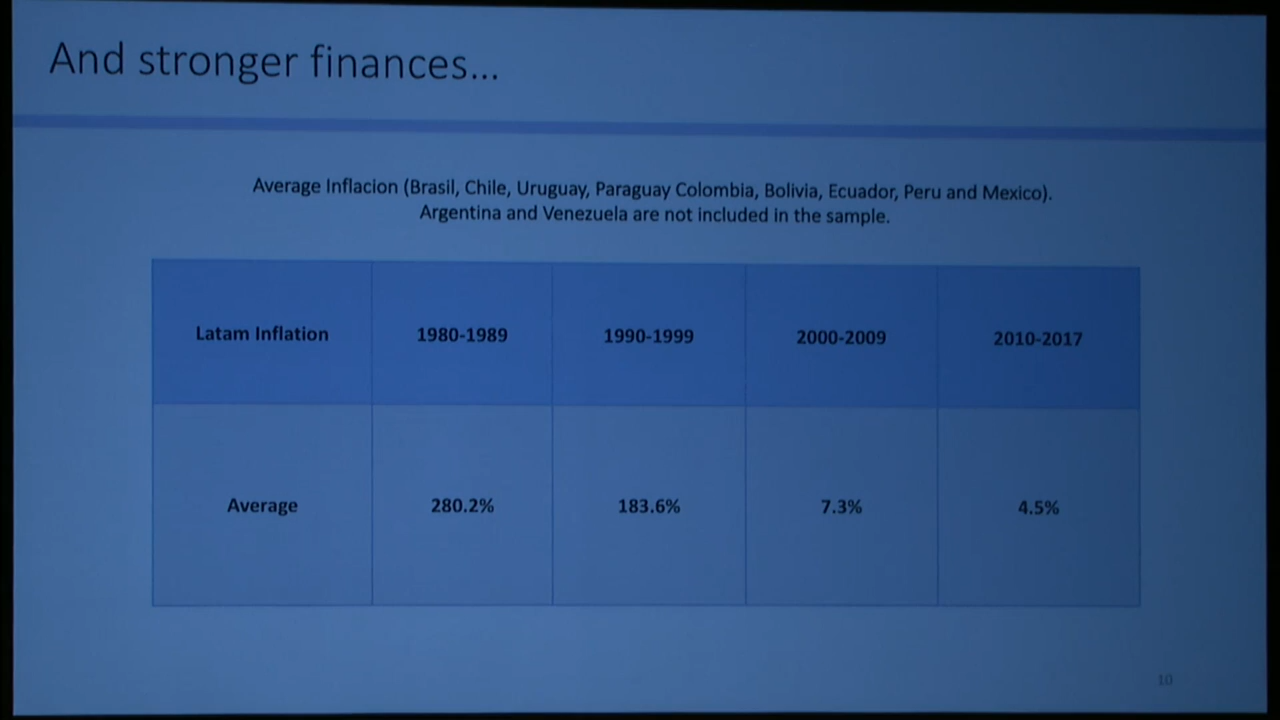 And stronger finances...
Average Inflacion (Brasil, Chile, Uruguay, Paraguay Colombia, Bolivia, Ecuador, Peru and Mexico).
Argentina and Venezuela are not included in the sample.
Latam Inflation 1980-1989 1990-1999 2000-2009 2010-2017
Average 280.2% 183.6% 7.3% 4.5%
10